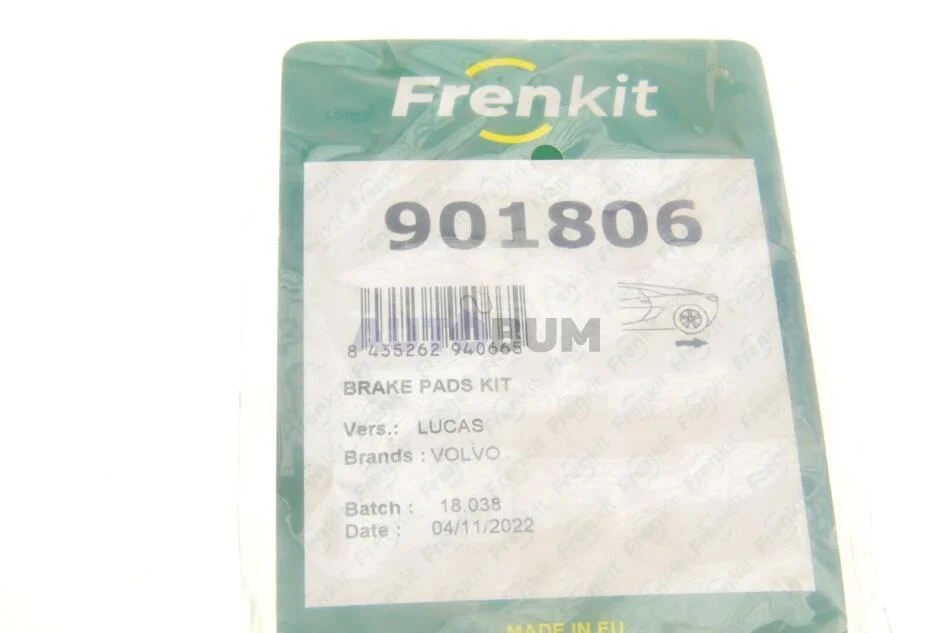 Frenkit
901806
AUTOBUM
8 435262 940665
BRAKE PADS KIT
Vers.: LUCAS
Brands : VOLVO
Batch : 18.038
Date : 04/11/2022
MADE IN EU